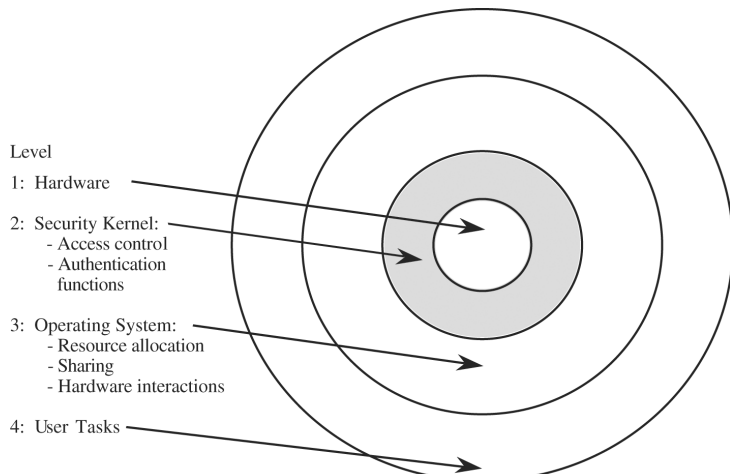 Level
1: Hardware
2: Security Kernel:
- Access control
- Authentication
functions
3: Operating System:
- Resource allocation
- Sharing
- Hardware interactions
4: User Tasks